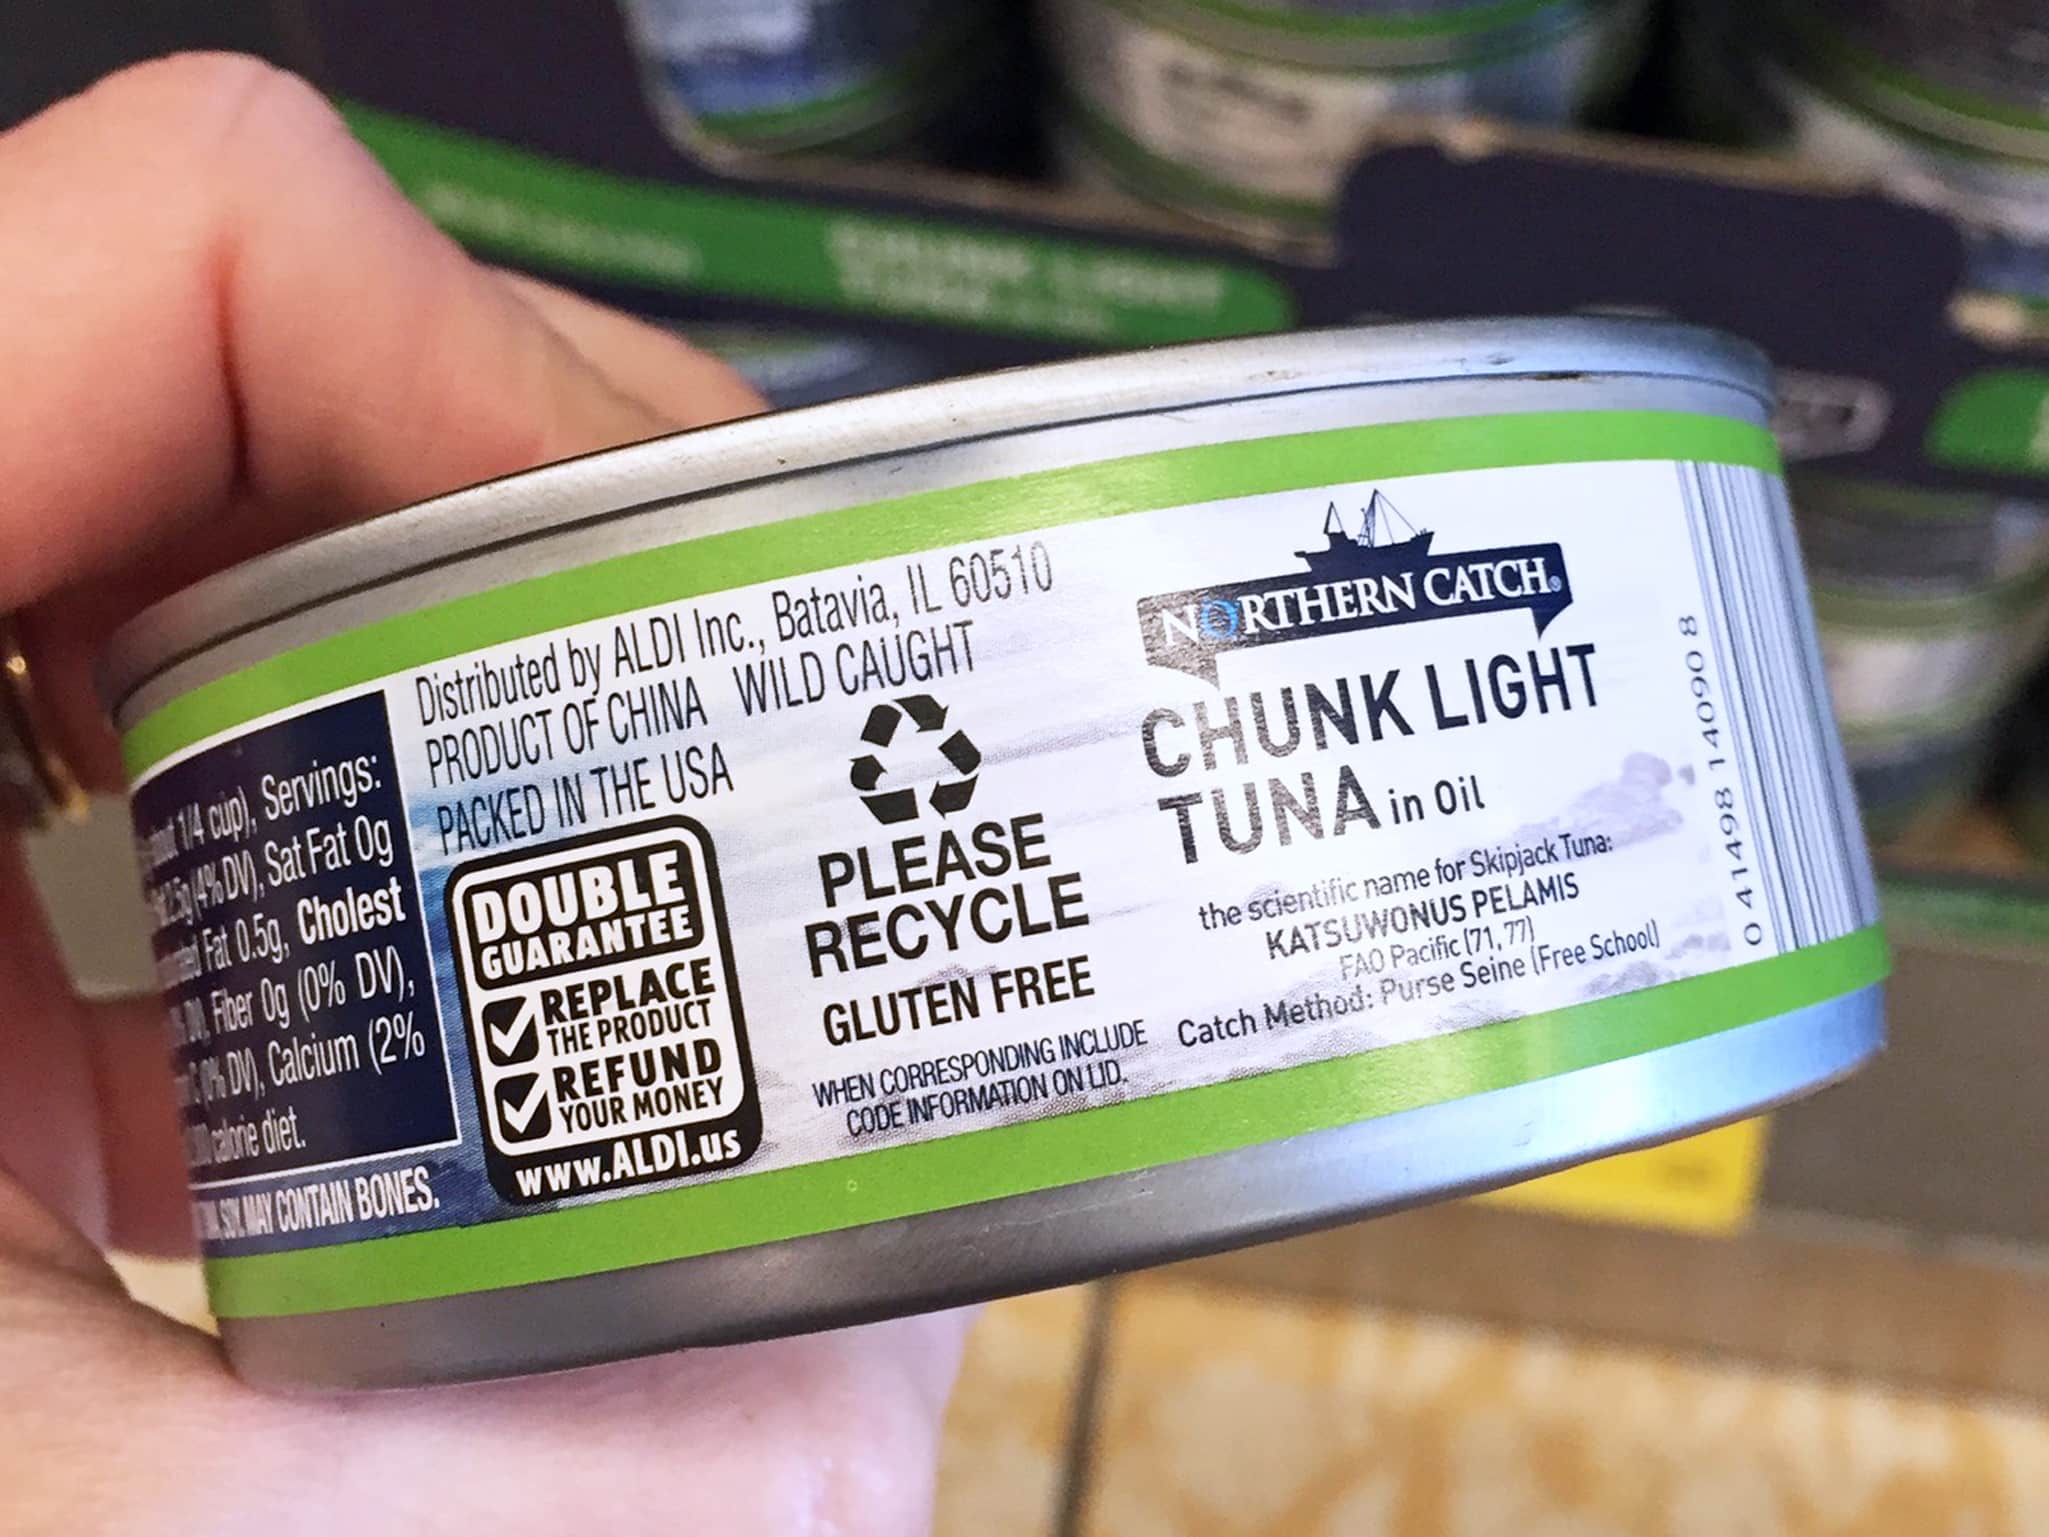 1/4 cup), Servings:
(4% DV), Sat Fat 0g
Fat 0.5g, Cholest
Fiber 0g (0% DV),
(0% DV), Calcium (2%
calorie diet.
SOY. MAY CONTAIN BONES.
Distributed by ALDI Inc., Batavia, IL 60510
PRODUCT OF CHINA WILD CAUGHT
PACKED IN THE USA
DOUBLE
GUARANTEE
REPLACE
THE PRODUCT
REFUND
YOUR MONEY
www.ALDI.us
PLEASE
RECYCLE
GLUTEN FREE
WHEN CORRESPONDING INCLUDE
CODE INFORMATION ON LID.
NORTHERN CATCH®
CHUNK LIGHT
TUNA in Oil
the scientific name for Skipjack Tuna:
KATSUWONUS PELAMIS
FAO Pacific (71, 77)
Catch Method: Purse Seine (Free School)
0 41498 14090 8